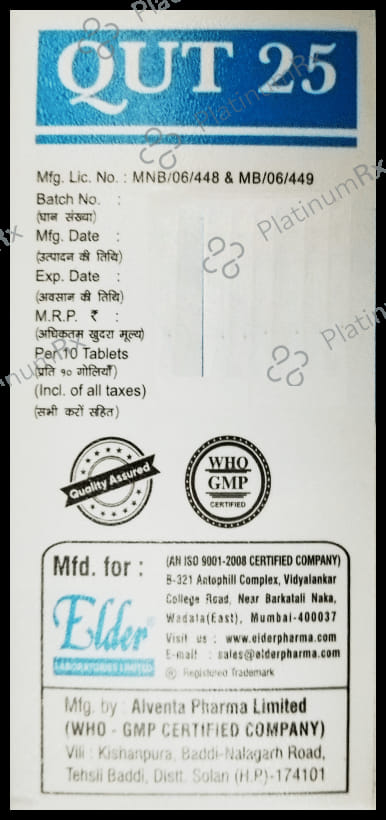 QUT 25
Mfg. Lic. No. : MNB/06/448 & MB/06/449
Batch No. :
(घान संख्या)
Mfg. Date :
(उत्पादन की तिथि)
Exp. Date :
(अवसान की तिथि)
M.R.P. ₹ :
(अधिकतम खुदरा मूल्य)
Per 10 Tablets
(प्रति १० गोलियाँ)
(Incl. of all taxes)
(सभी करों सहित)
Quality Assured
WHO
GMP
CERTIFIED
Mfd. for :
(AN ISO 9001-2008 CERTIFIED COMPANY)
B-321 Antophill Complex, Vidyalankar
College Road, Near Barkatali Naka,
Wadala(East), Mumbai-400037
Visit us : www.elderpharma.com
E-mail : sales@elderpharma.com
® Registered Trademark
Elder®
LABORATORIES LIMITED
Mfg. by : Alventa Pharma Limited
(WHO - GMP CERTIFIED COMPANY)
Vill : Kishanpura, Baddi-Nalagarh Road,
Tehsil Baddi, Distt. Solan (H.P)-174101
PlatinumRx
PlatinumRx
PlatinumRx